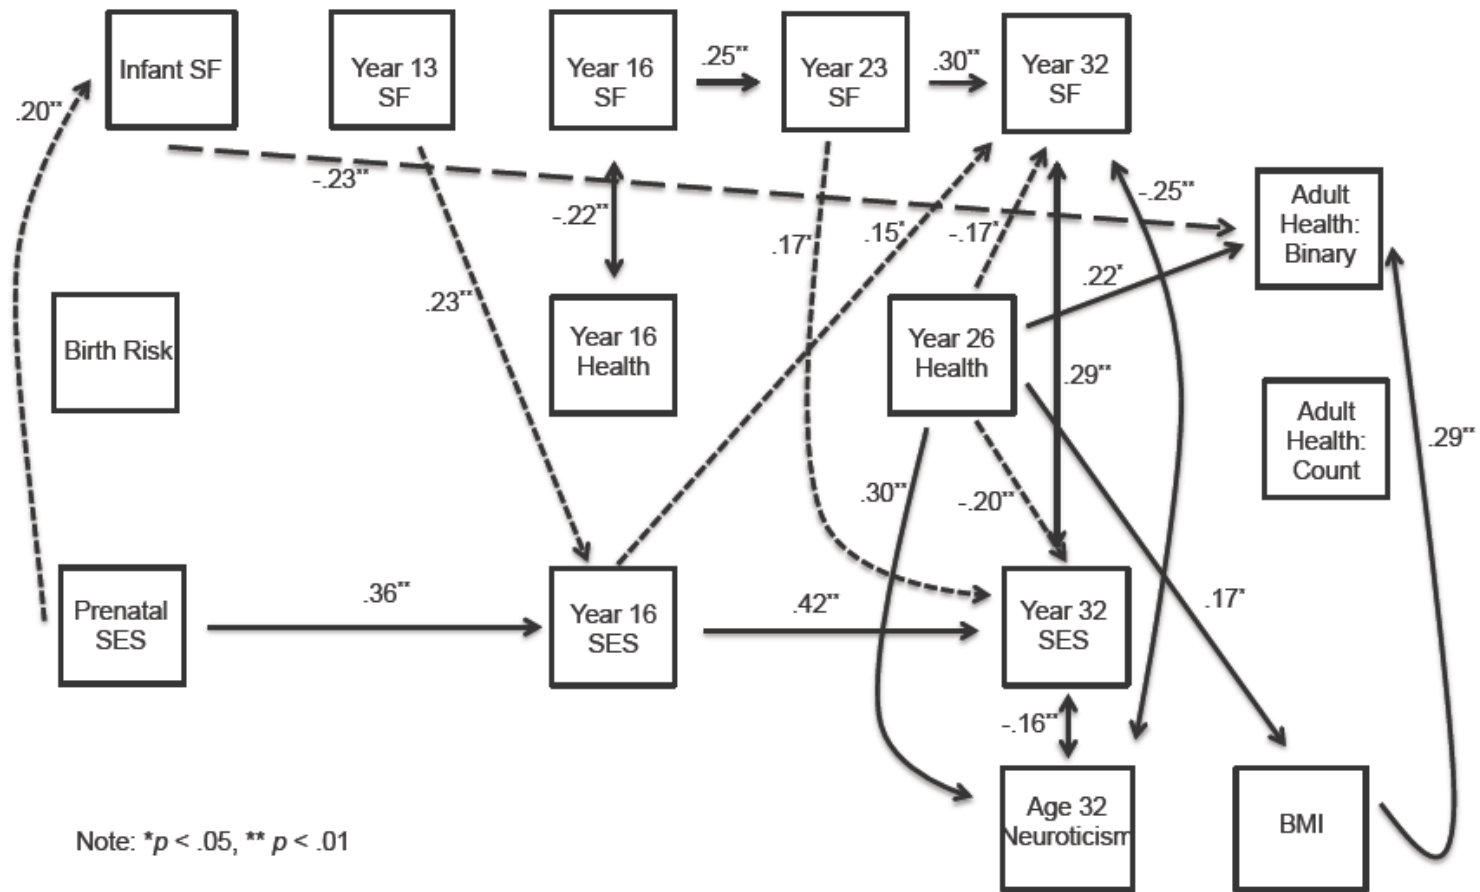 Infant SF
Year 13
SF
Year 16
SF
.25**
Year 23
SF
.30**
Year 32
SF
.20**
-.23**
-.22**
.17*
.15*
-.17*
-.25**
Adult
Health:
Binary
.22*
.23**
Birth Risk
Year 16
Health
Year 26
Health
.29**
Adult
Health:
Count
.29**
.30**
-.20**
Prenatal
SES
.36**
Year 16
SES
.42**
Year 32
SES
.17*
-.16**
Age 32
Neuroticism
BMI
Note: *p < .05, ** p < .01